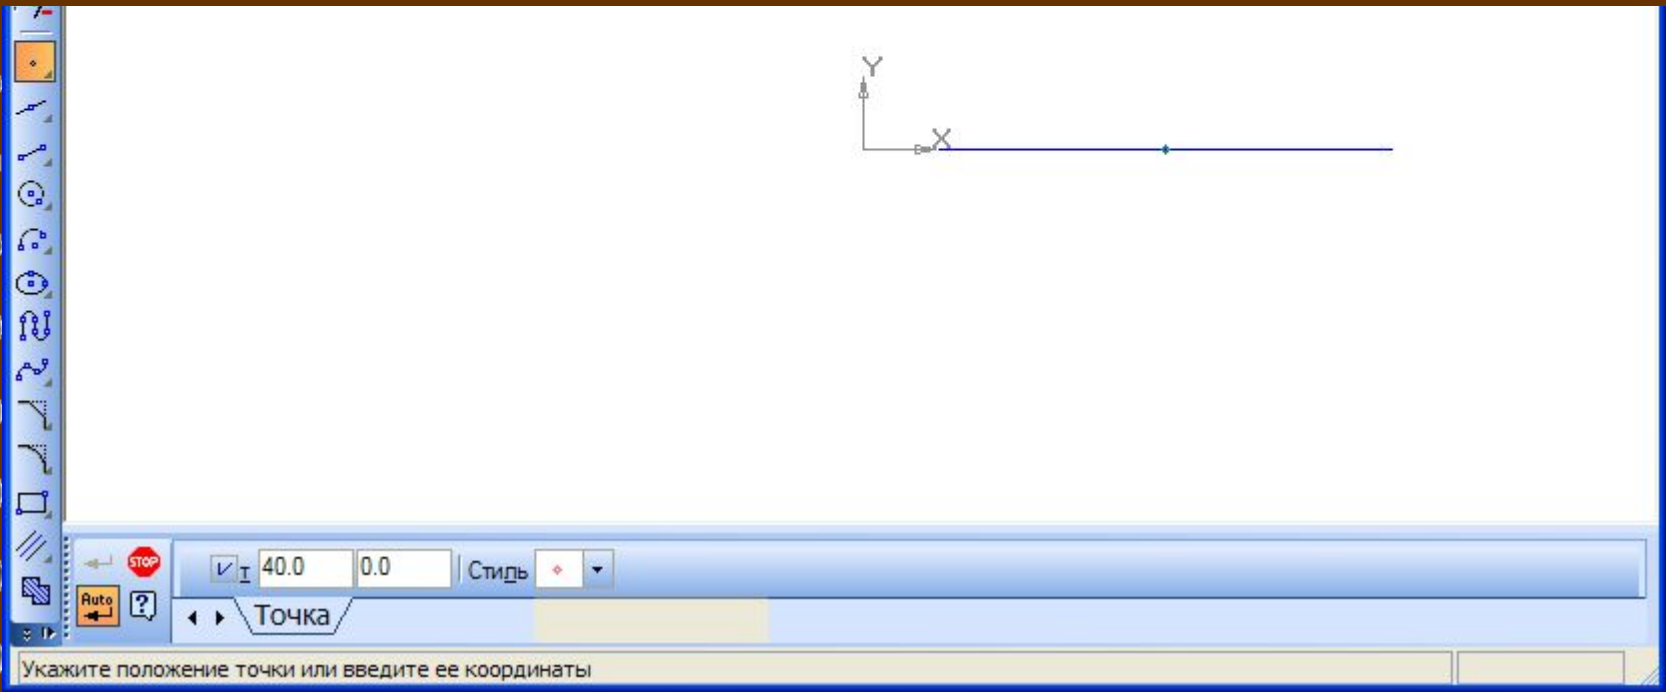 Y
X
STOP
т 40.0 0.0 Стиль
Auto
?
Точка
Укажите положение точки или введите ее координаты